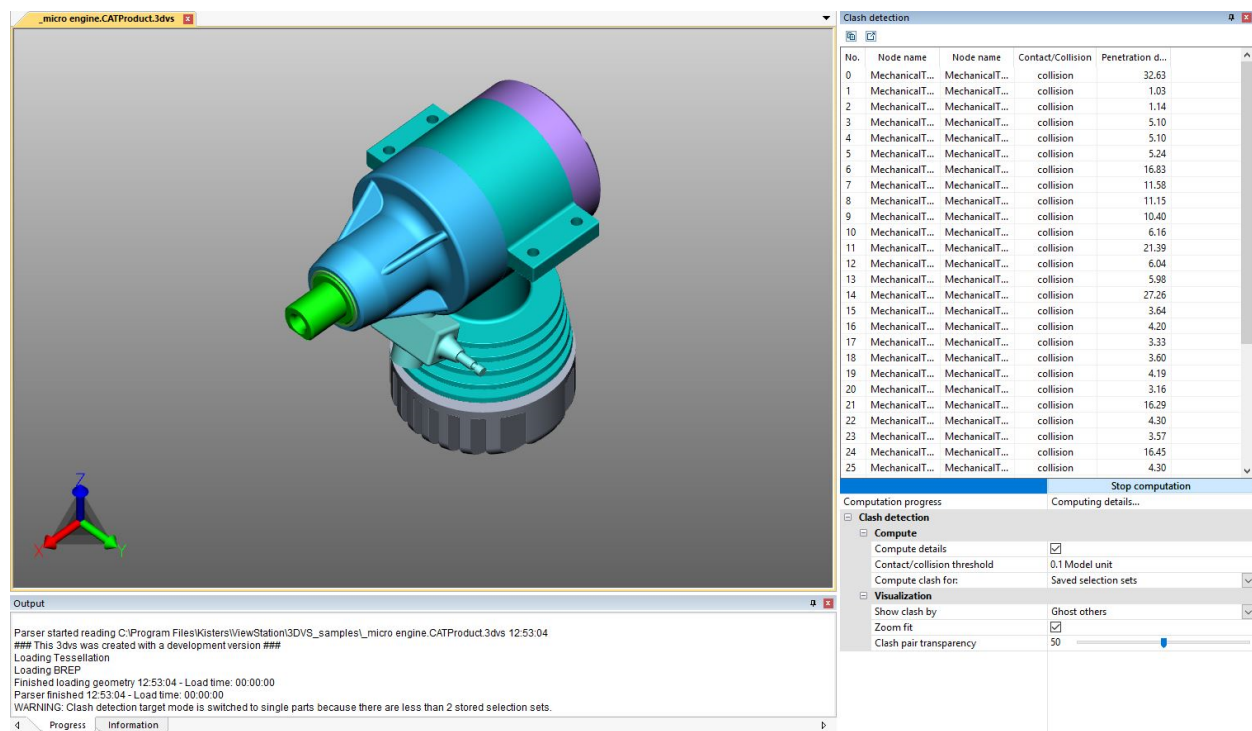 _micro engine.CATProduct.3dvs
Z
X
Y
Output
Parser started reading C:\Program Files\Kisters\ViewStation\3DVS_samples\_micro engine.CATProduct.3dvs 12:53:04
### This 3dvs was created with a development version ###
Loading Tessellation
Loading BREP
Finished loading geometry 12:53:04 - Load time: 00:00:00
Parser finished 12:53:04 - Load time: 00:00:00
WARNING: Clash detection target mode is switched to single parts because there are less than 2 stored selection sets.
Progress Information
Clash detection
No. Node name Node name Contact/Collision Penetration d...
0 MechanicalT... MechanicalT... collision 32.63
1 MechanicalT... MechanicalT... collision 1.03
2 MechanicalT... MechanicalT... collision 1.14
3 MechanicalT... MechanicalT... collision 5.10
4 MechanicalT... MechanicalT... collision 5.10
5 MechanicalT... MechanicalT... collision 5.24
6 MechanicalT... MechanicalT... collision 16.83
7 MechanicalT... MechanicalT... collision 11.58
8 MechanicalT... MechanicalT... collision 11.15
9 MechanicalT... MechanicalT... collision 10.40
10 MechanicalT... MechanicalT... collision 6.16
11 MechanicalT... MechanicalT... collision 21.39
12 MechanicalT... MechanicalT... collision 6.04
13 MechanicalT... MechanicalT... collision 5.98
14 MechanicalT... MechanicalT... collision 27.26
15 MechanicalT... MechanicalT... collision 3.64
16 MechanicalT... MechanicalT... collision 4.20
17 MechanicalT... MechanicalT... collision 3.33
18 MechanicalT... MechanicalT... collision 3.60
19 MechanicalT... MechanicalT... collision 4.19
20 MechanicalT... MechanicalT... collision 3.16
21 MechanicalT... MechanicalT... collision 16.29
22 MechanicalT... MechanicalT... collision 4.30
23 MechanicalT... MechanicalT... collision 3.57
24 MechanicalT... MechanicalT... collision 16.45
25 MechanicalT... MechanicalT... collision 4.30
Stop computation
Computation progress Computing details...
Clash detection
Compute
Compute details
Contact/collision threshold 0.1 Model unit
Compute clash for: Saved selection sets
Visualization
Show clash by Ghost others
Zoom fit
Clash pair transparency 50